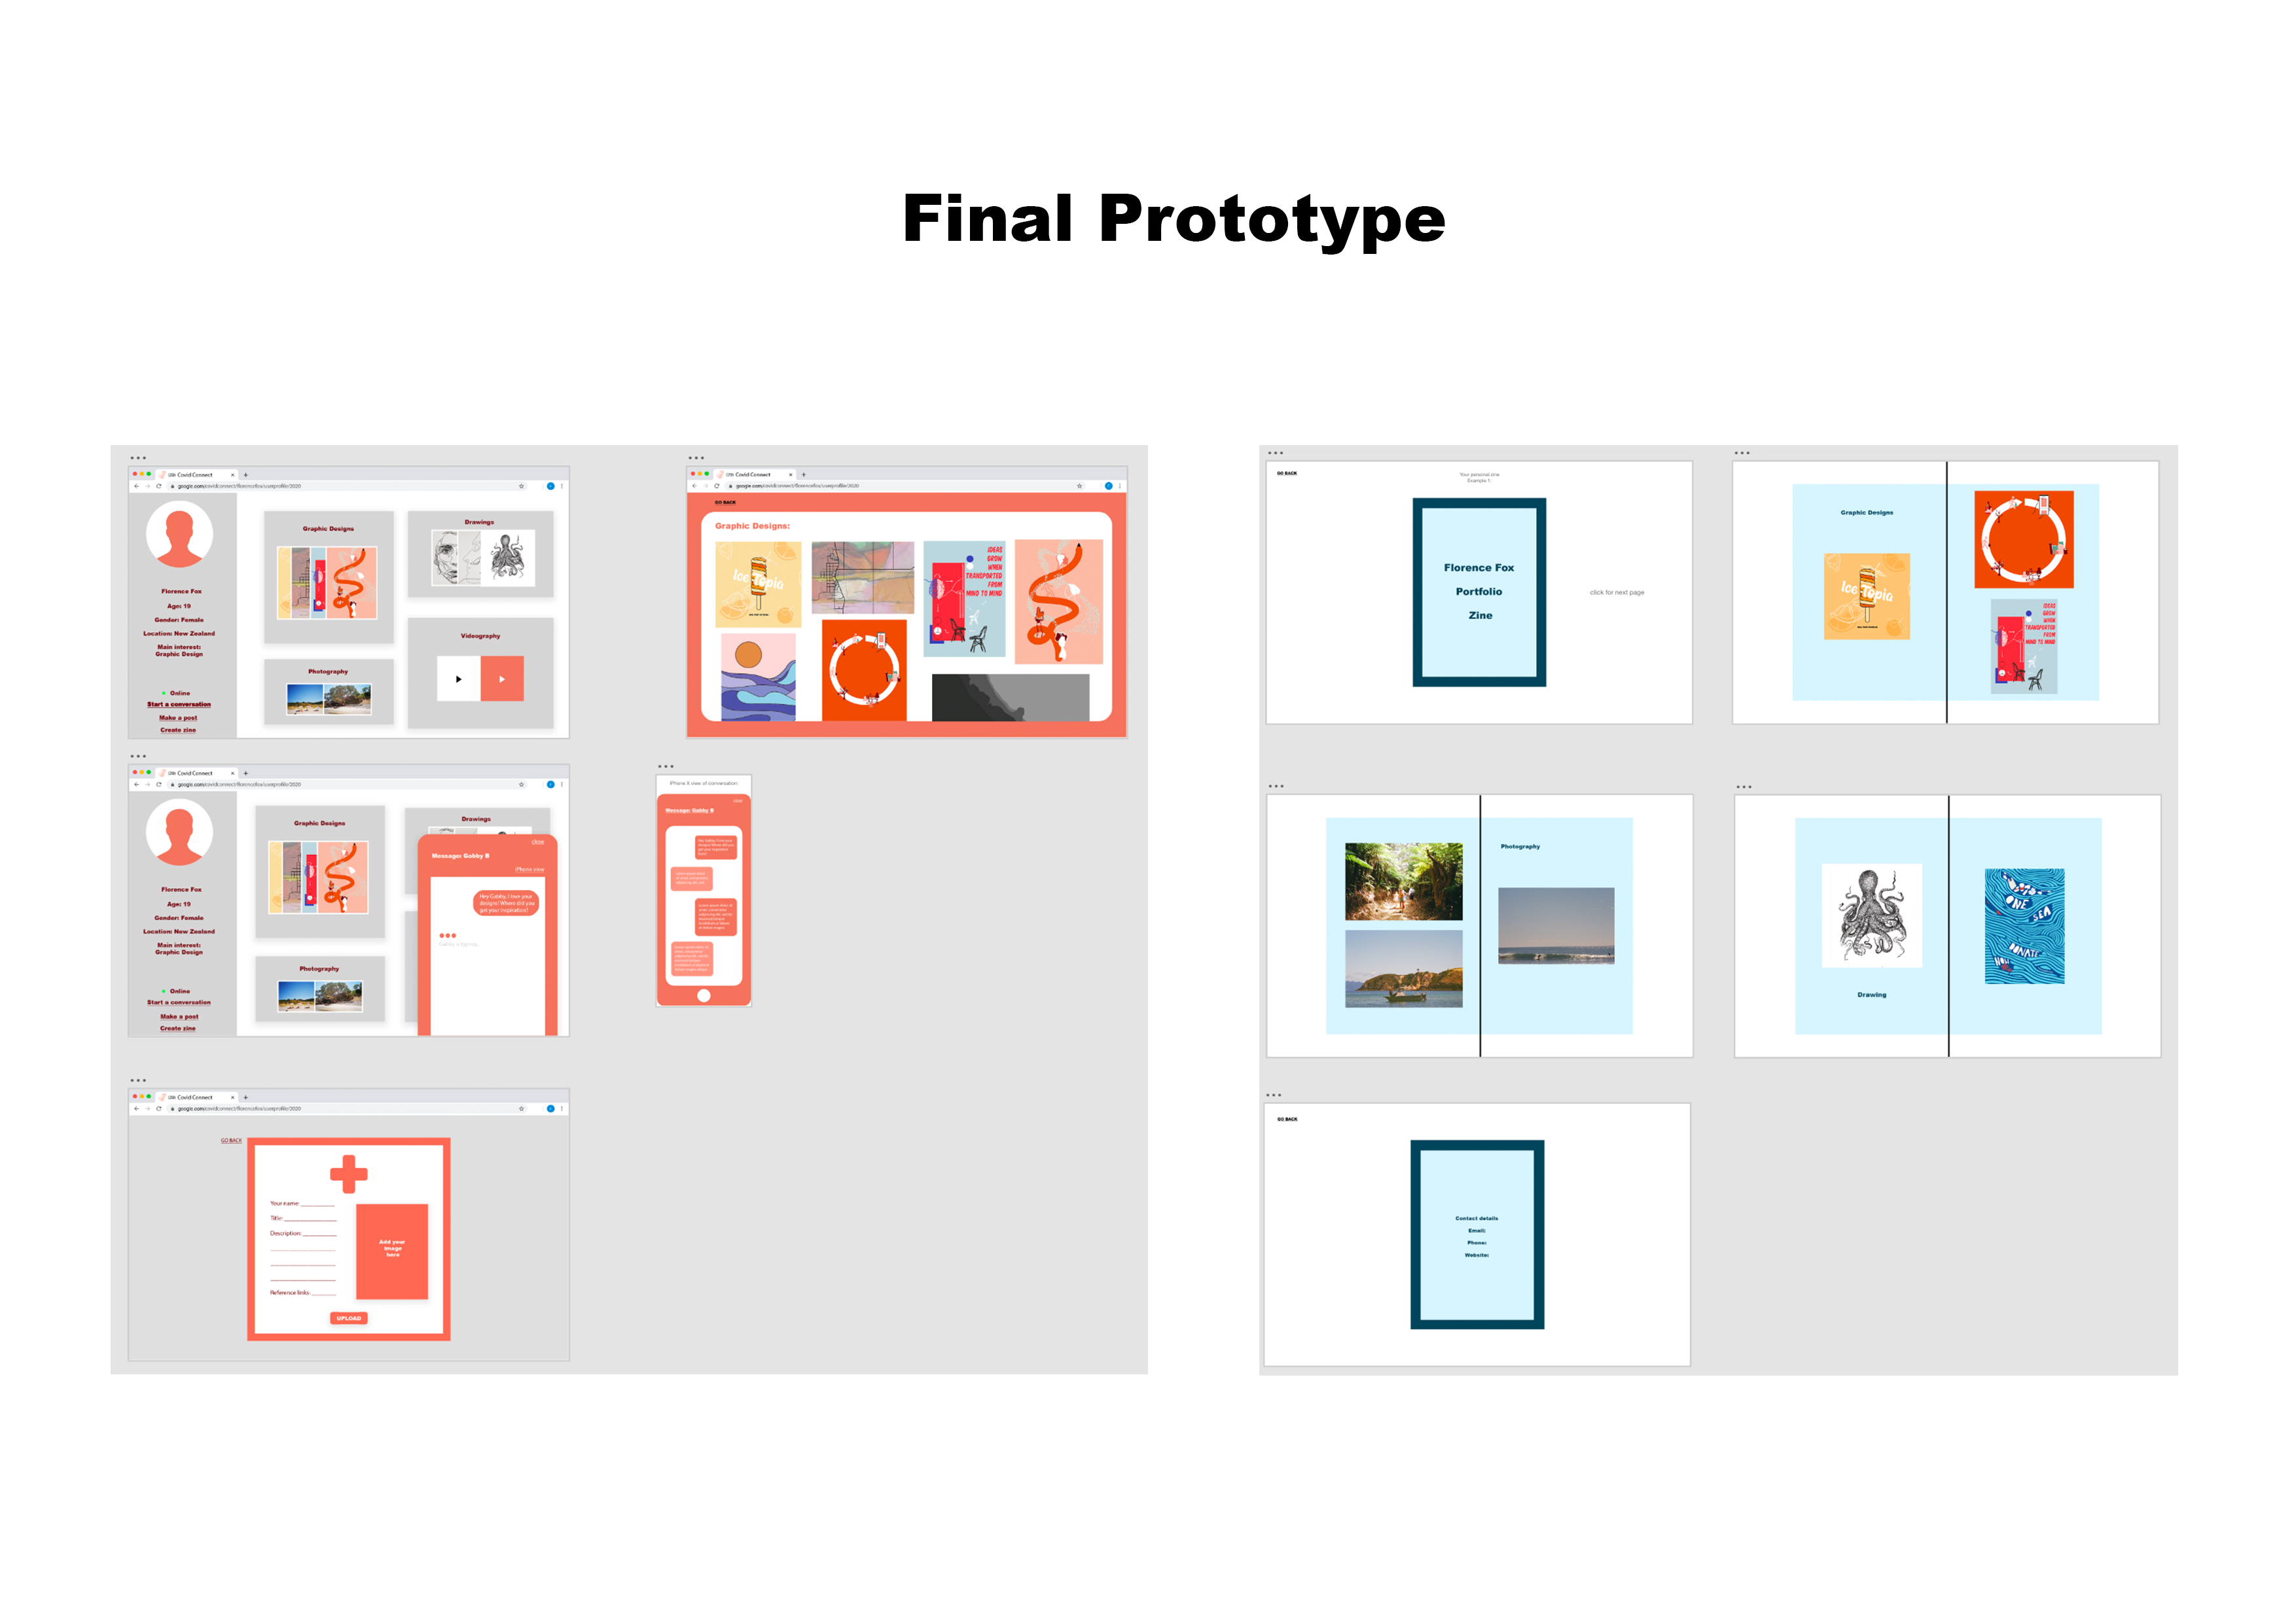 Final Prototype
Covid Connect
google.com/covidconnect/florencefox/userprofile/2020
Florence Fox
Age: 19
Gender: Female
Location: New Zealand
Main interest:
Graphic Design
Online
Start a conversation
Make a post
Create zine
Graphic Designs
Drawings
Photography
Videography
Covid Connect
google.com/covidconnect/florencefox/userprofile/2020
GO BACK
Graphic Designs:
Ice Topia
IDEAS
GROW
WHEN
TRANSPORTED
FROM
MIND TO MIND
Covid Connect
google.com/covidconnect/florencefox/userprofile/2020
Florence Fox
Age: 19
Gender: Female
Location: New Zealand
Main interest:
Graphic Design
Online
Start a conversation
Make a post
Create zine
Graphic Designs
Drawings
Photography
close
Message: Gabby B
iPhone view
Hey Gabby, I love your
designs! Where did you
get your inspiration?
Gabby is typing...
iPhone X view of conversation:
close
Message: Gabby B
Covid Connect
google.com/covidconnect/florencefox/userprofile/2020
GO BACK
Your name:
Title:
Description:
Reference links:
Add your
image
here
UPLOAD
GO BACK
Your personal zine
Example 1:
Florence Fox
Portfolio
Zine
click for next page
Graphic Designs
Ice Topia
IDEAS
GROW
WHEN
TRANSPORTED
FROM
MIND TO MIND
Photography
Drawing
ONE
SEA
DONATE
NOW
GO BACK
Contact details
Email:
Phone:
Website: